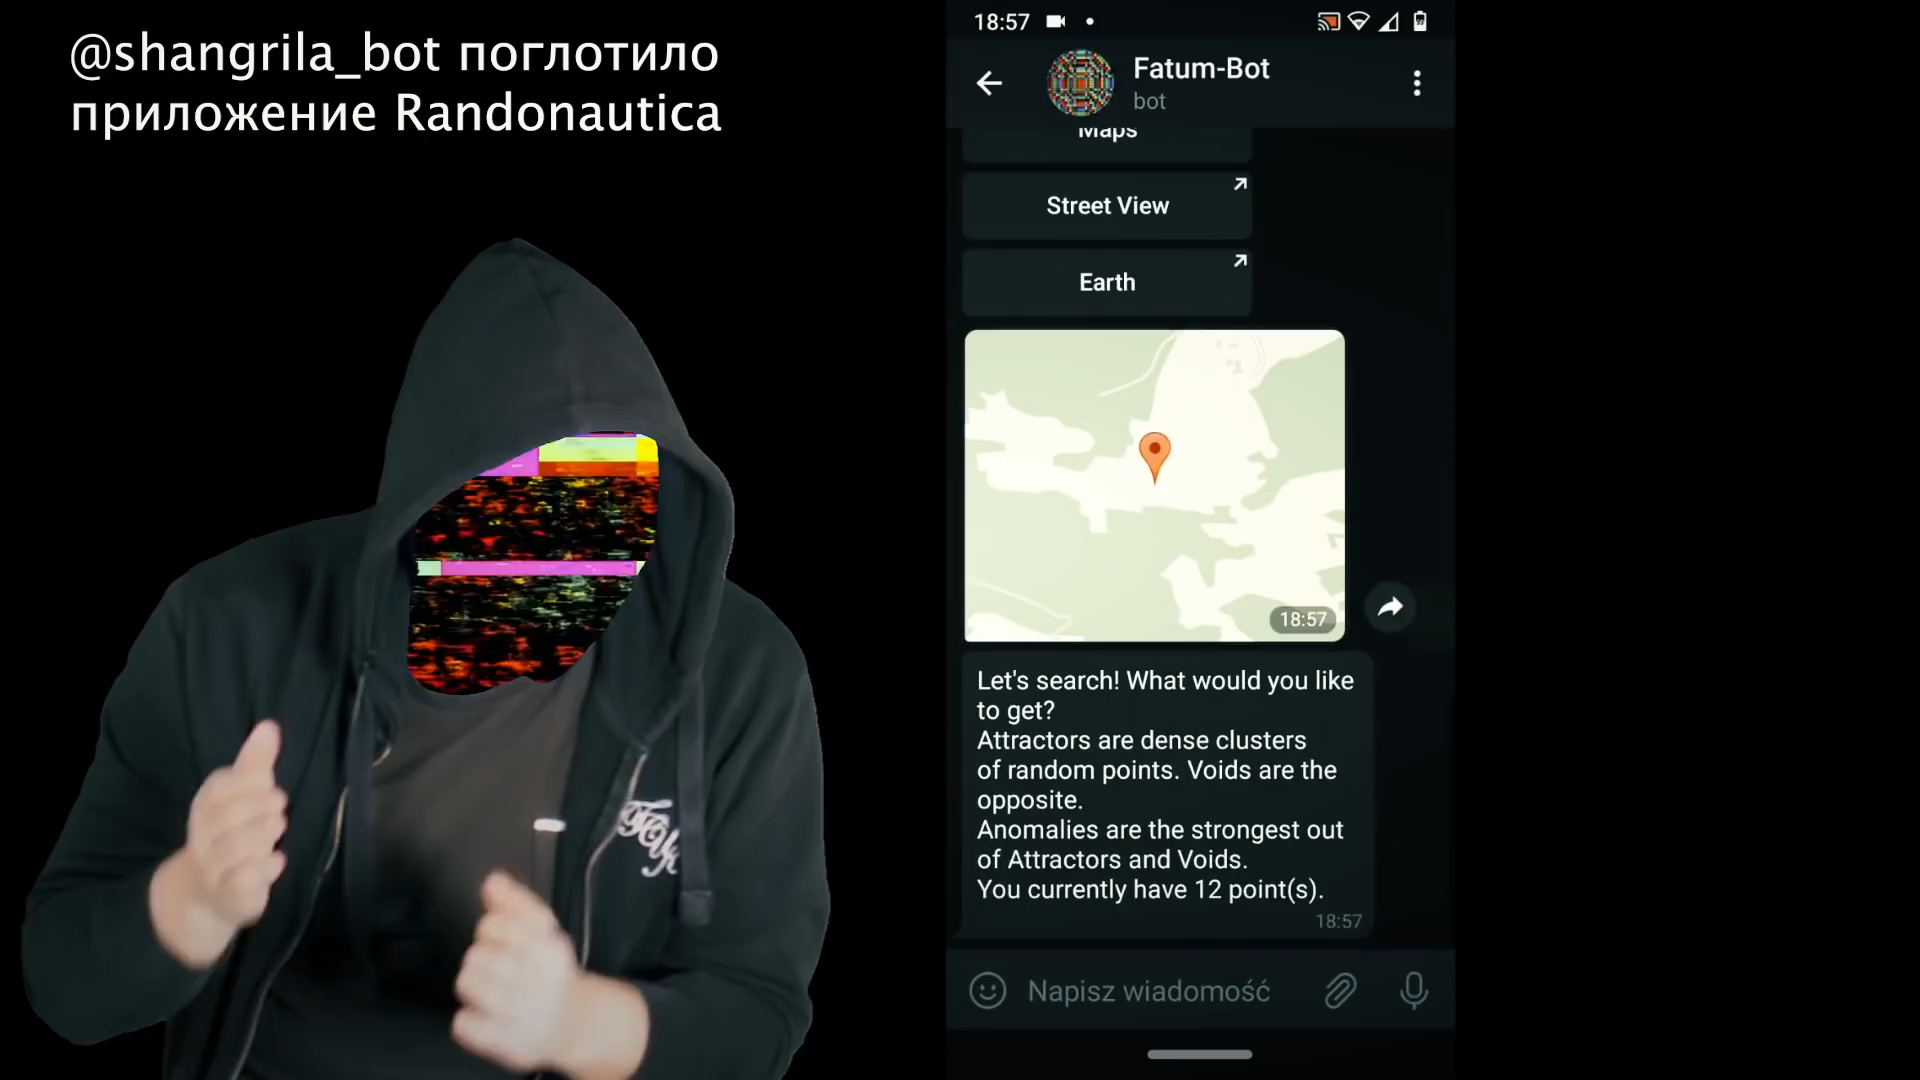 @shangrila_bot поглотило
приложение Randonautica
18:57
Fatum-Bot
bot
Maps
Street View
Earth
18:57
Let's search! What would you like
to get?
Attractors are dense clusters
of random points. Voids are the
opposite.
Anomalies are the strongest out
of Attractors and Voids.
You currently have 12 point(s).
18:57
Napisz wiadomość